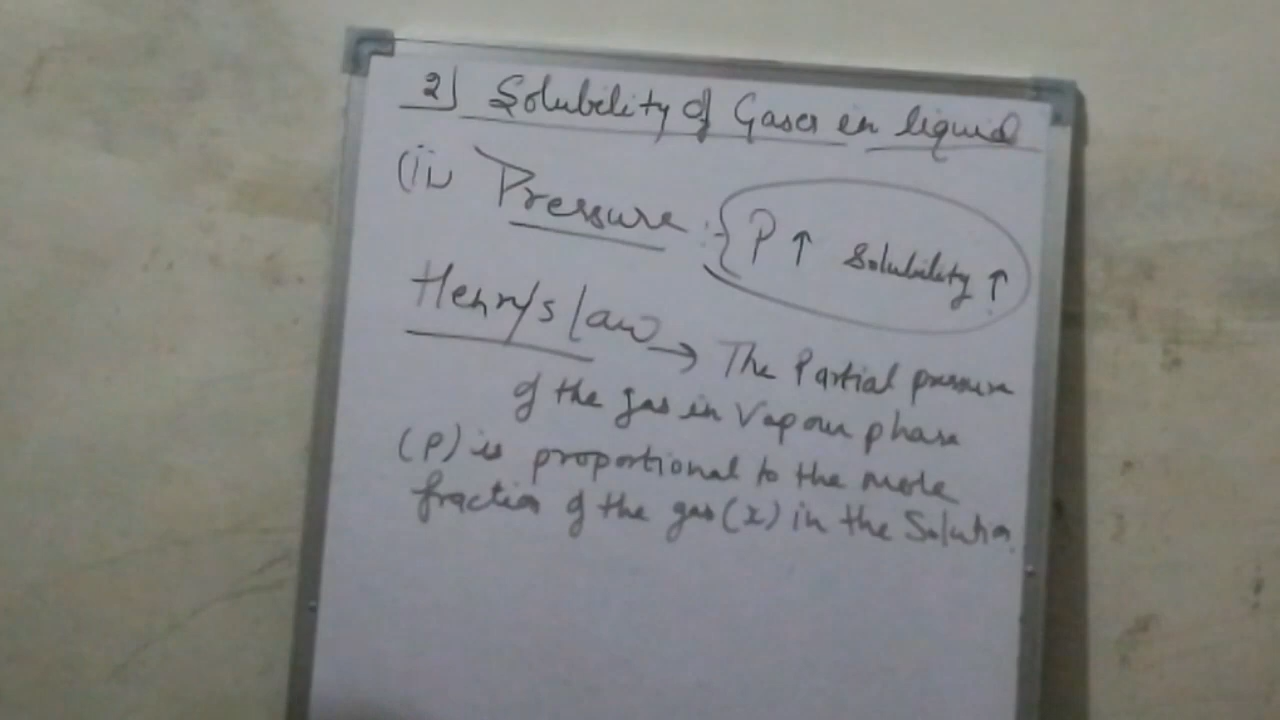 2) Solubility of Gases in liquid
(ii) Pressure :- { P ↑ Solubility ↑
Henry's law → The Partial pressure
of the gas in Vapour phase
(p) is proportional to the mole
fraction of the gas (x) in the Solution.